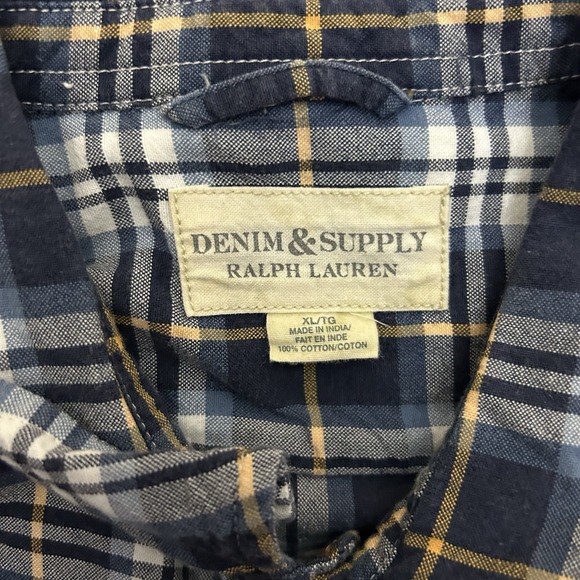 DENIM & SUPPLY
RALPH LAUREN
XL/TG
MADE IN INDIA/
FAIT EN INDE
100% COTTON/COTON